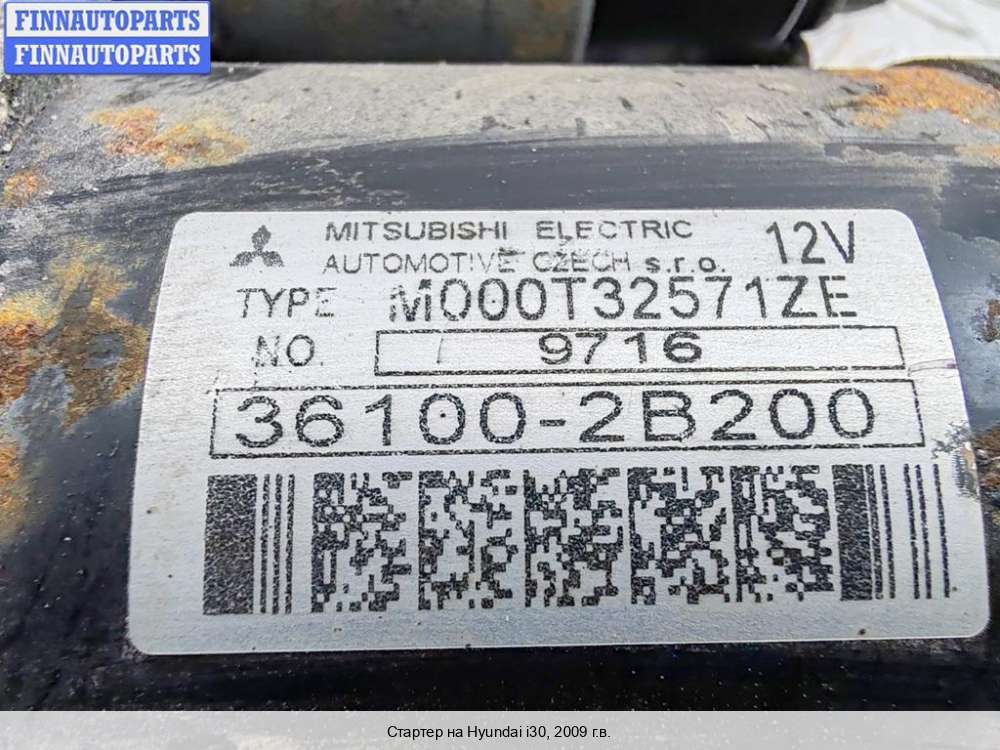 FINNAUTOPARTS
FINNAUTOPARTS
MITSUBISHI ELECTRIC 12V
AUTOMOTIVE CZECH s.r.o.
TYPE M000T32571ZE
NO. 9716
36100-2B200
Стартер на Hyundai i30, 2009 г.в.